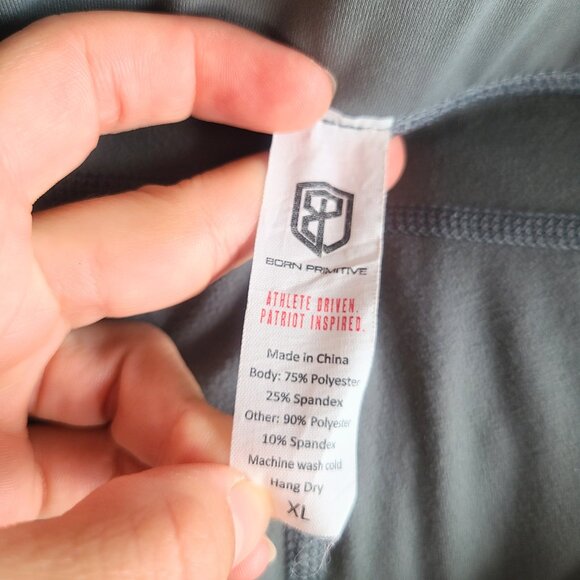 BORN PRIMITIVE
ATHLETE DRIVEN.
PATRIOT INSPIRED.
Made in China
Body: 75% Polyester
25% Spandex
Other: 90% Polyester
10% Spandex
Machine wash cold
Hang Dry
XL